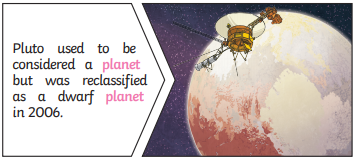 Pluto used to be
considered a planet
but was reclassified
as a dwarf planet
in 2006.